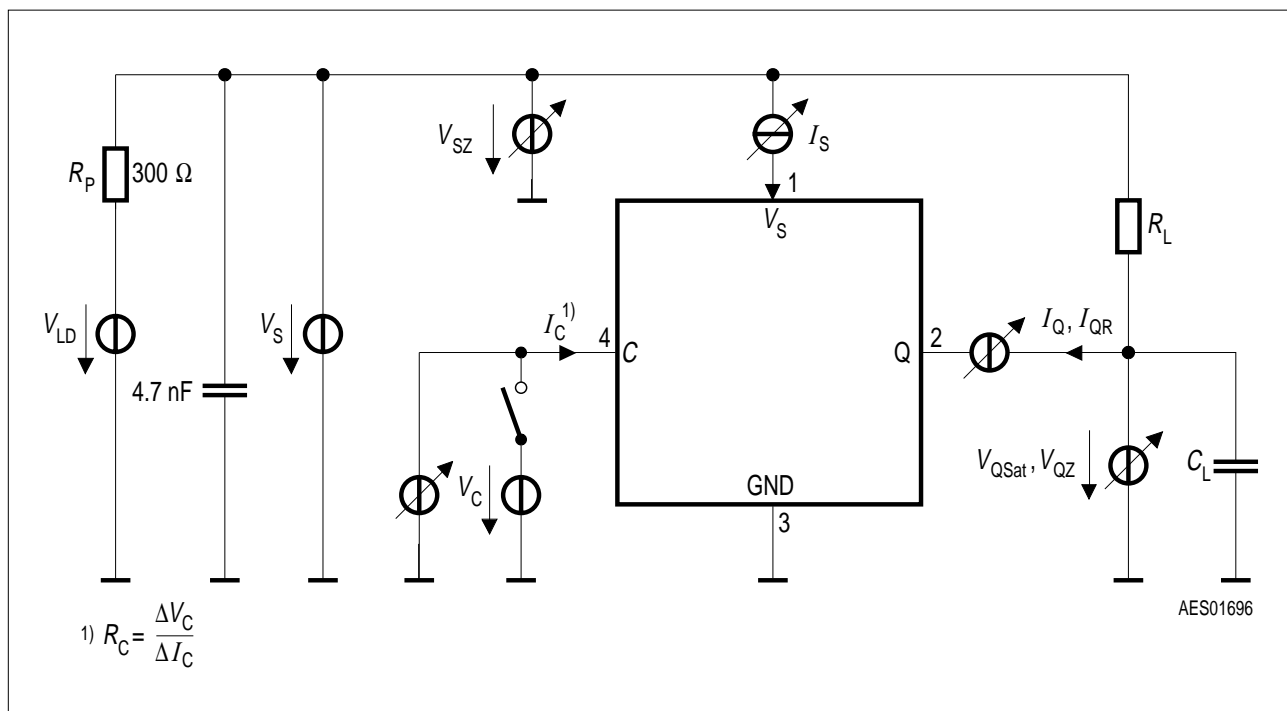 V_SZ
I_S
1
R_P 300 Ω
V_S
R_L
V_LD
V_S
I_C 1)
4 C
Q 2
I_Q, I_QR
4.7 nF
V_C
GND
V_QSat, V_QZ
C_L
3
AES01696
1) R_C = ΔV_C / ΔI_C